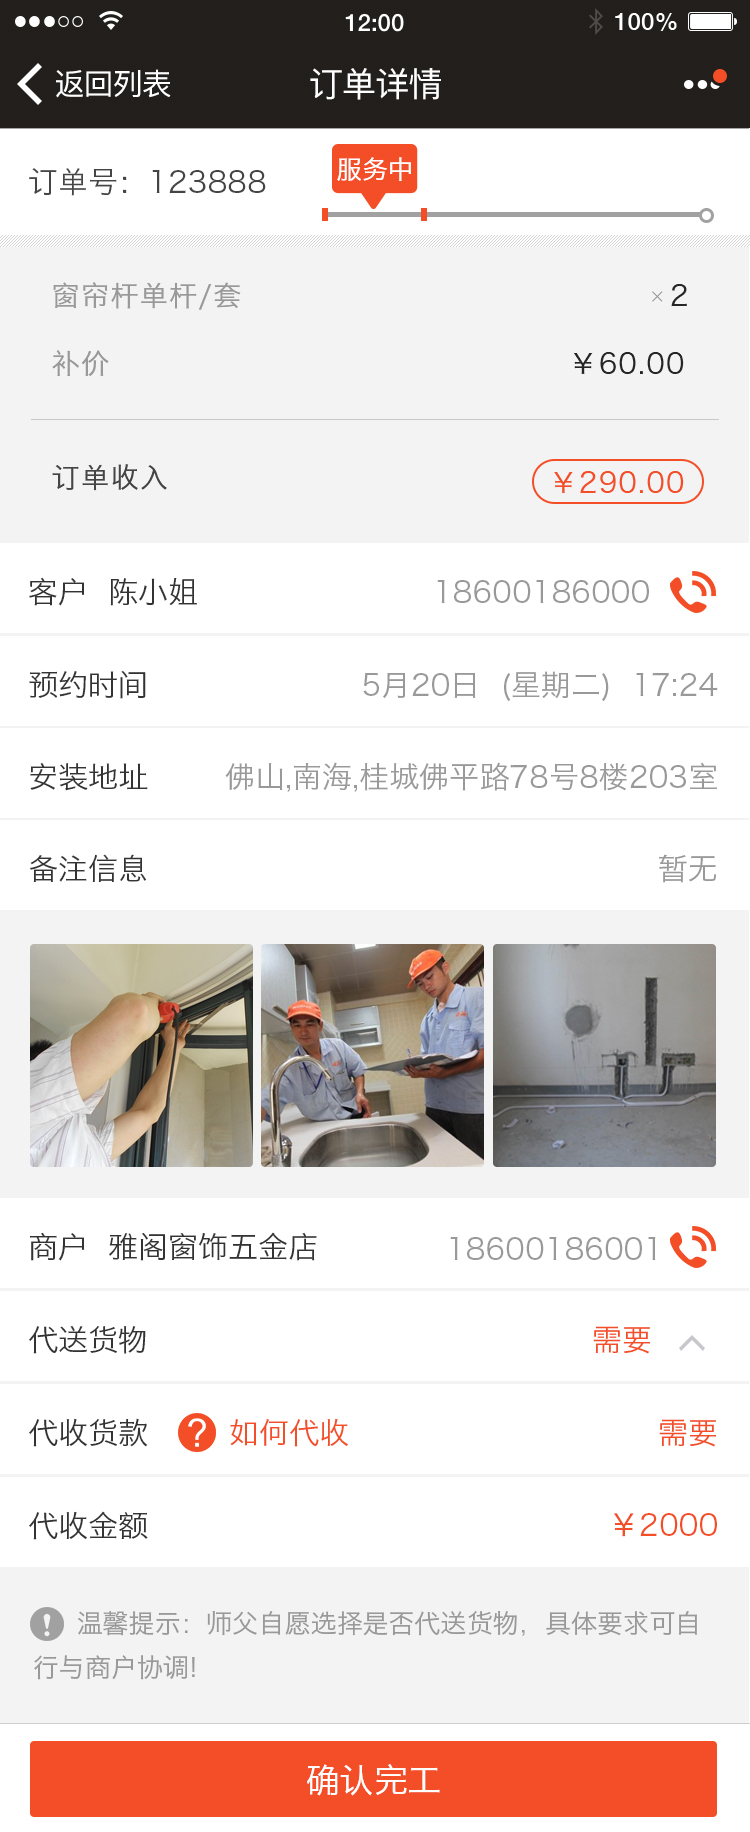 12:00 100%
返回列表 订单详情
服务中
订单号：123888
窗帘杆单杆/套 ×2
补价 ￥60.00
订单收入 ￥290.00
客户 陈小姐 18600186000
预约时间 5月20日 (星期二) 17:24
安装地址 佛山,南海,桂城佛平路78号8楼203室
备注信息 暂无
商户 雅阁窗饰五金店 18600186001
代送货物 需要
代收货款 ? 如何代收 需要
代收金额 ￥2000
! 温馨提示：师父自愿选择是否代送货物，具体要求可自
行与商户协调!
确认完工